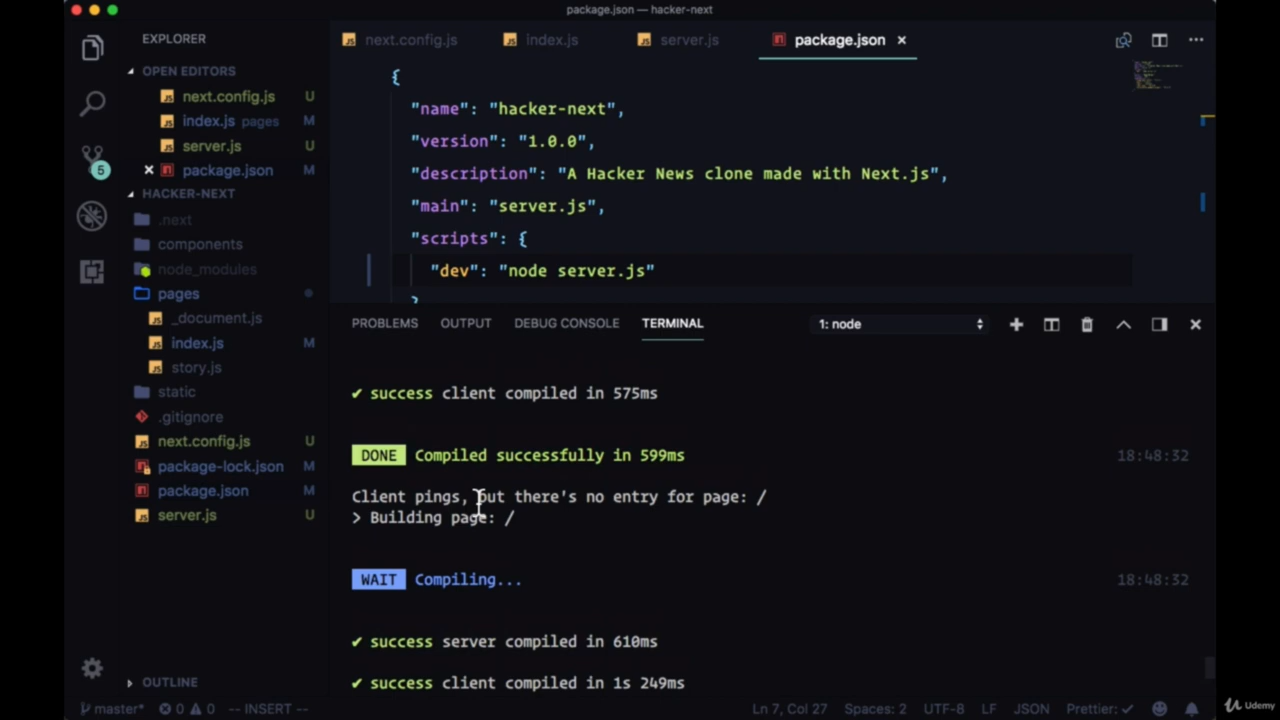 package.json — hacker-next
EXPLORER
OPEN EDITORS
next.config.js U
index.js pages M
server.js U
package.json M
HACKER-NEXT
.next
components
node_modules
pages
_document.js
index.js M
story.js
static
.gitignore
next.config.js U
package-lock.json M
package.json M
server.js U
OUTLINE
5
next.config.js index.js server.js package.json
{
"name": "hacker-next",
"version": "1.0.0",
"description": "A Hacker News clone made with Next.js",
"main": "server.js",
"scripts": {
"dev": "node server.js"
}
PROBLEMS OUTPUT DEBUG CONSOLE TERMINAL 1: node
✔ success client compiled in 575ms
DONE Compiled successfully in 599ms 18:48:32
Client pings, but there's no entry for page: /
> Building page: /
WAIT Compiling... 18:48:32
✔ success server compiled in 610ms
✔ success client compiled in 1s 249ms
master* 0 0 -- INSERT -- Ln 7, Col 27 Spaces: 2 UTF-8 LF JSON Prettier: ✓
Udemy